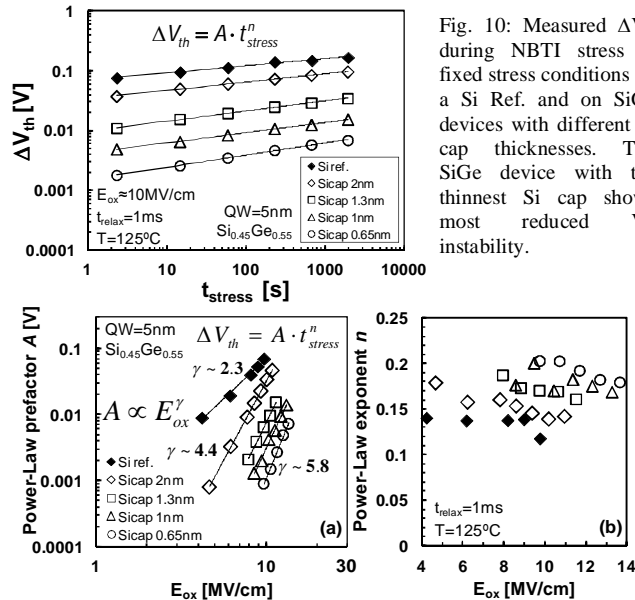 ΔV_th = A · t^n_stress
ΔV_th [V]
1
0.1
0.01
0.001
0.0001
E_ox≈10MV/cm
t_relax=1ms
T=125ºC
QW=5nm
Si_0.45Ge_0.55
Si ref.
Sicap 2nm
Sicap 1.3nm
Sicap 1nm
Sicap 0.65nm
1 10 100 1000 10000
t_stress [s]
Fig. 10: Measured ΔV
during NBTI stress
fixed stress conditions
a Si Ref. and on SiG
devices with different
cap thicknesses. T
SiGe device with t
thinnest Si cap show
most reduced V
instability.
Power-Law prefactor A [V]
1
0.1
0.01
0.001
0.0001
QW=5nm
Si_0.45Ge_0.55
ΔV_th = A · t^n_stress
γ ~ 2.3
A ∝ E_ox^γ
γ ~ 4.4
γ ~ 5.8
Si ref.
Sicap 2nm
Sicap 1.3nm
Sicap 1nm
Sicap 0.65nm
(a)
1 10 30
E_ox [MV/cm]
Power-Law exponent n
0.25
0.2
0.15
0.1
0.05
0
t_relax=1ms
T=125ºC
(b)
4 6 8 10 12 14
E_ox [MV/cm]